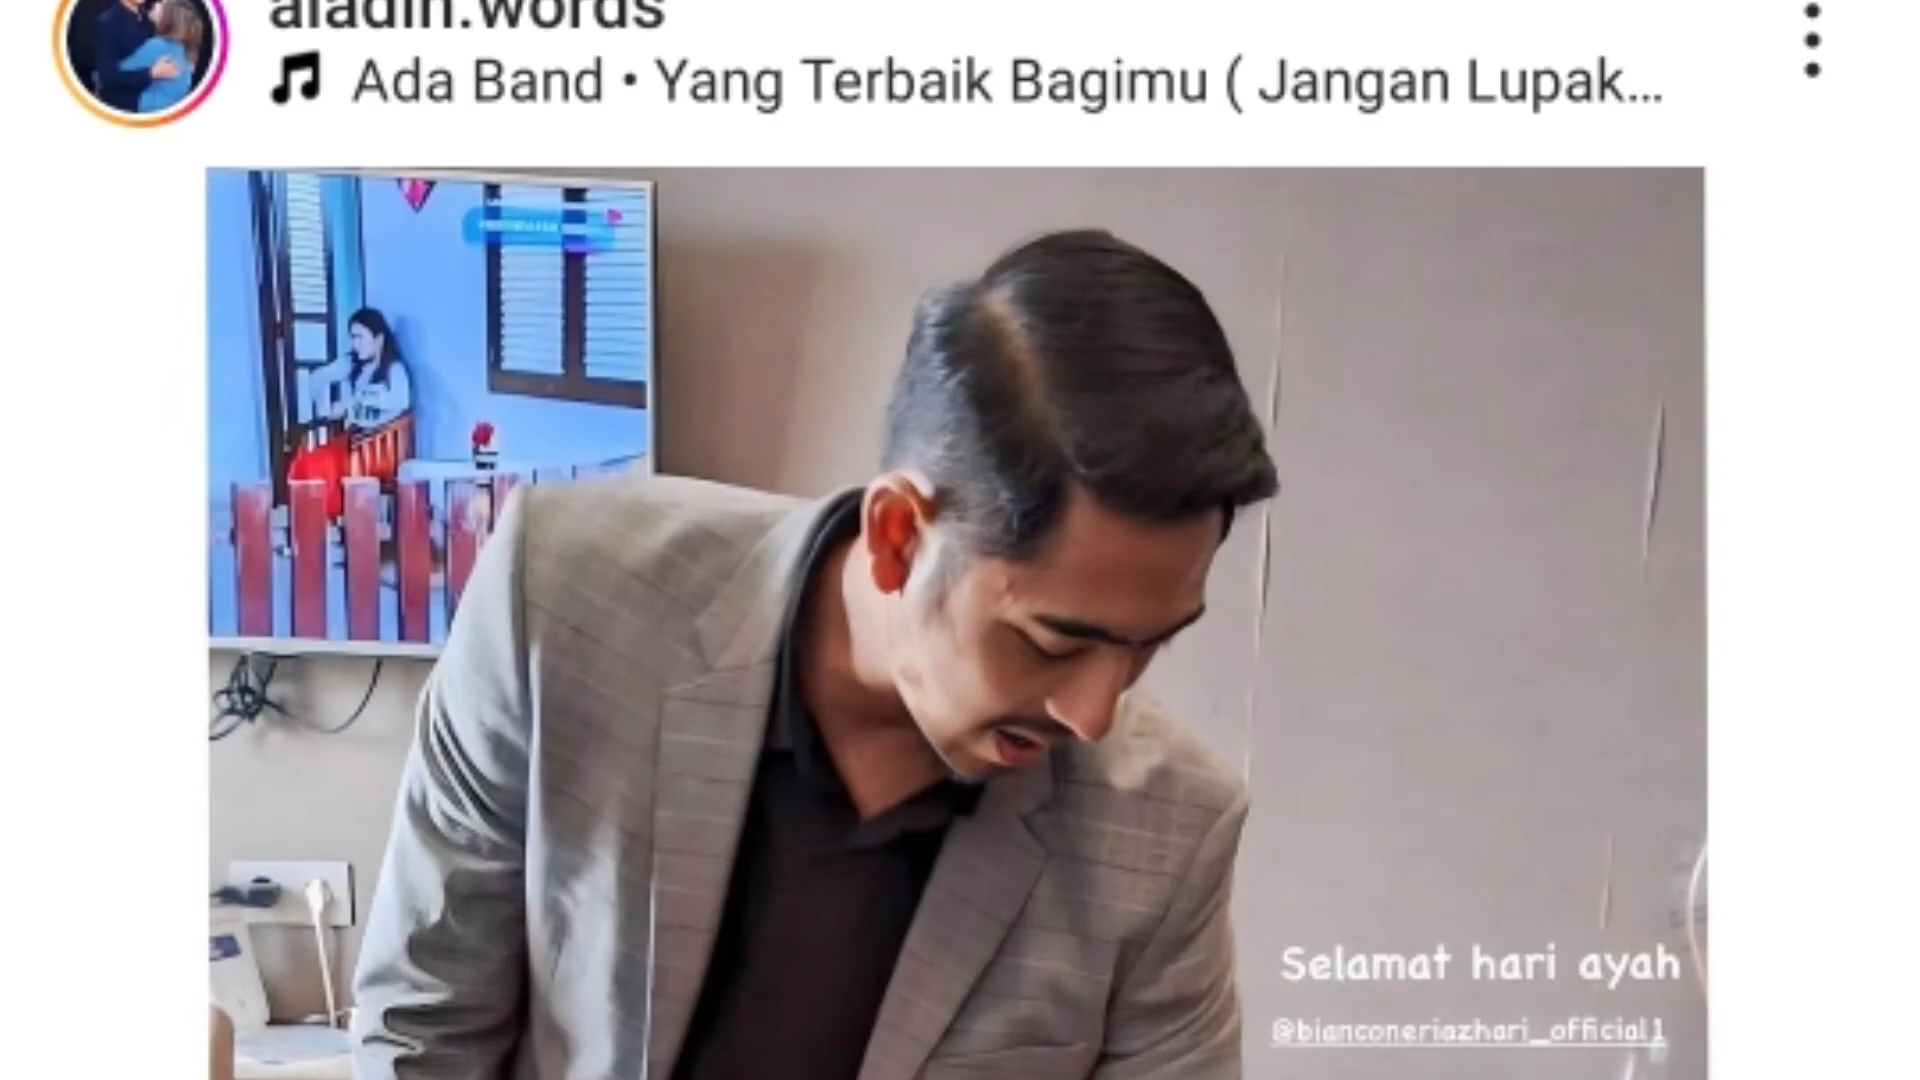 aladin.words
Ada Band • Yang Terbaik Bagimu ( Jangan Lupak...
Selamat hari ayah
@bianconeriazhari_official1